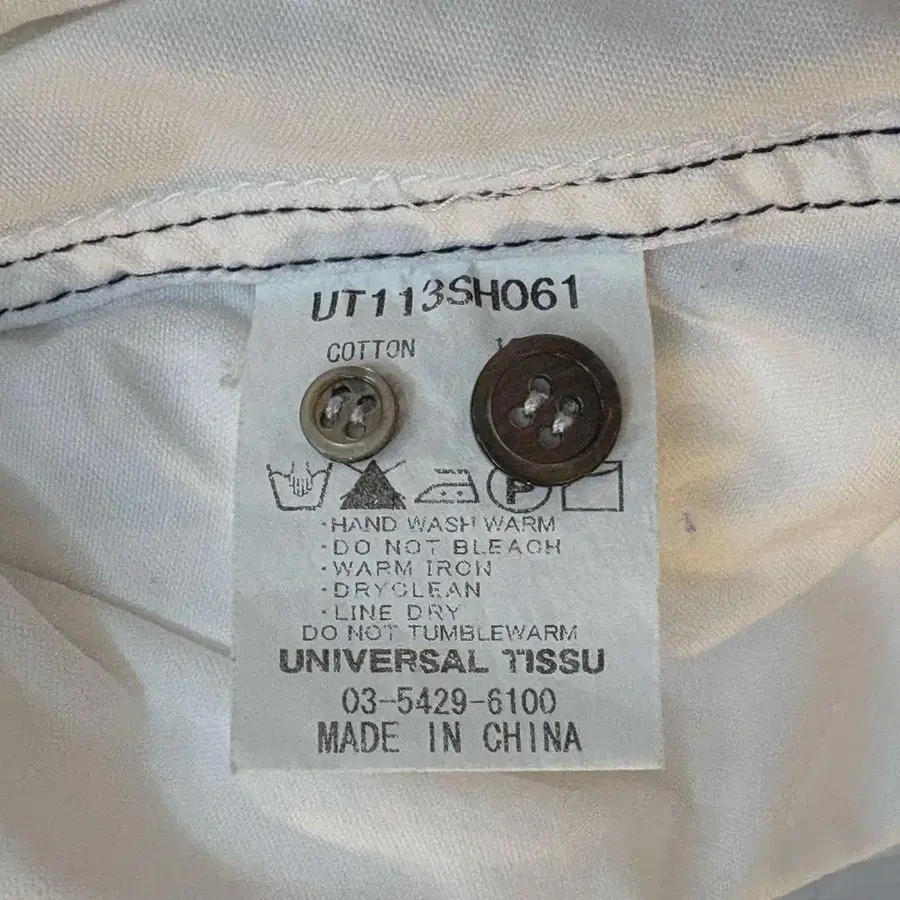 UT113SH061
COTTON
P
·HAND WASH WARM
·DO NOT BLEACH
·WARM IRON
·DRYCLEAN
·LINE DRY
DO NOT TUMBLEWARM
UNIVERSAL TISSU
03-5429-6100
MADE IN CHINA